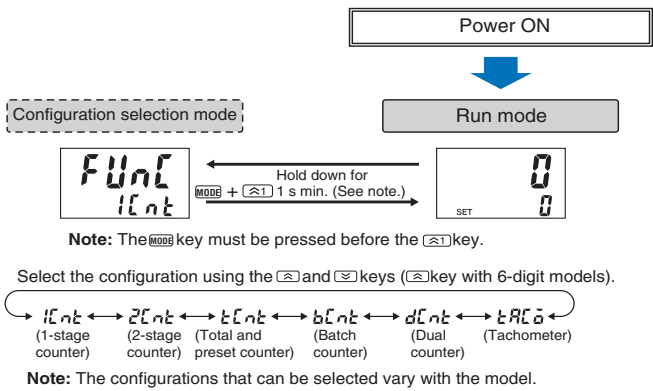 Power ON
Configuration selection mode
Run mode
FUnC
1Cnt
Hold down for
MODE + 1 1 s min. (See note.)
0
SET 0
Note: The MODE key must be pressed before the 1 key.
Select the configuration using the and keys ( key with 6-digit models).
1Cnt 2Cnt tCnt bCnt dCnt tACo
(1-stage counter) (2-stage counter) (Total and preset counter) (Batch counter) (Dual counter) (Tachometer)
Note: The configurations that can be selected vary with the model.